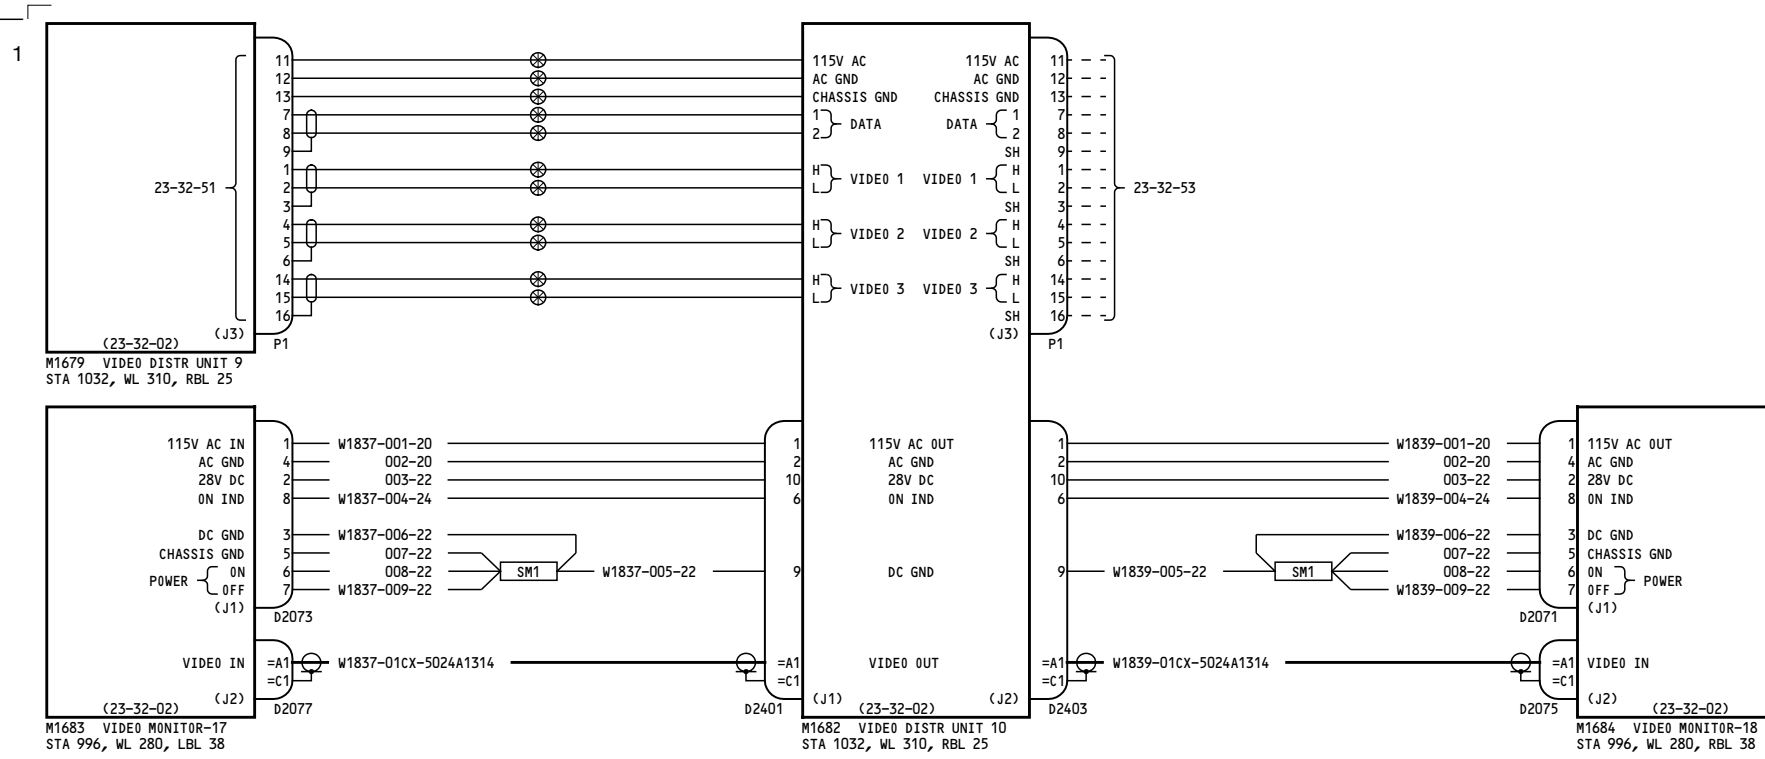 1
11 115V AC 115V AC 11
12 AC GND AC GND 12
13 CHASSIS GND CHASSIS GND 13
7 1 1 7
DATA DATA
8 2 2 8
9 SH 9
1 H H 1
VIDEO 1 VIDEO 1
23-32-51 2 L L 2 23-32-53
3 SH 3
4 H H 4
VIDEO 2 VIDEO 2
5 L L 5
6 SH 6
14 H H 14
VIDEO 3 VIDEO 3
15 L L 15
16 SH 16
(J3) (J3)
(23-32-02) P1 P1
M1679 VIDEO DISTR UNIT 9
STA 1032, WL 310, RBL 25
115V AC IN 1 W1837-001-20 1 115V AC OUT 1 W1839-001-20 1 115V AC OUT
AC GND 4 002-20 2 AC GND 2 002-20 4 AC GND
28V DC 2 003-22 10 28V DC 10 003-22 2 28V DC
ON IND 8 W1837-004-24 6 ON IND 6 W1839-004-24 8 ON IND
DC GND 3 W1837-006-22 W1839-006-22 3 DC GND
CHASSIS GND 5 007-22 007-22 5 CHASSIS GND
ON 6 008-22 SM1 W1837-005-22 9 DC GND 9 W1839-005-22 SM1 008-22 6 ON
POWER POWER
OFF 7 W1837-009-22 W1839-009-22 7 OFF
(J1) (J1)
D2073 D2071
VIDEO IN =A1 W1837-01CX-5024A1314 =A1 VIDEO OUT =A1 W1839-01CX-5024A1314 =A1 VIDEO IN
=C1 =C1 =C1 =C1
(J2) (J1) (J2) (J2)
(23-32-02) D2077 D2401 (23-32-02) D2403 D2075 (23-32-02)
M1683 VIDEO MONITOR-17 M1682 VIDEO DISTR UNIT 10 M1684 VIDEO MONITOR-18
STA 996, WL 280, LBL 38 STA 1032, WL 310, RBL 25 STA 996, WL 280, RBL 38